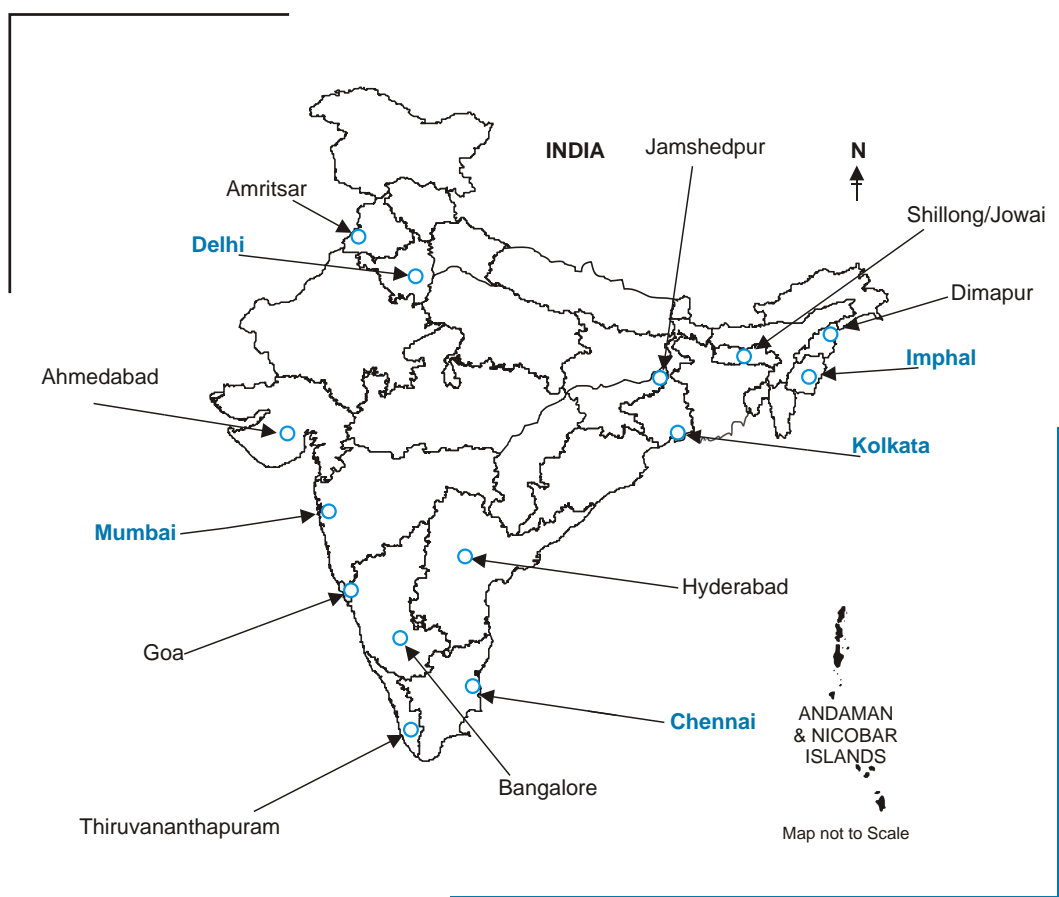 INDIA
Jamshedpur
N
Amritsar
Shillong/Jowai
Delhi
Dimapur
Imphal
Ahmedabad
Kolkata
Mumbai
Hyderabad
Goa
Chennai
ANDAMAN
& NICOBAR
ISLANDS
Bangalore
Thiruvananthapuram
Map not to Scale